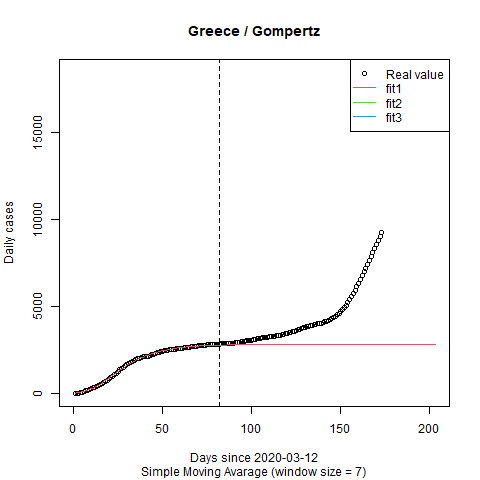 Greece / Gompertz
Real value
fit1
fit2
fit3
Daily cases
15000
10000
5000
0
0 50 100 150 200
Days since 2020-03-12
Simple Moving Avarage (window size = 7)